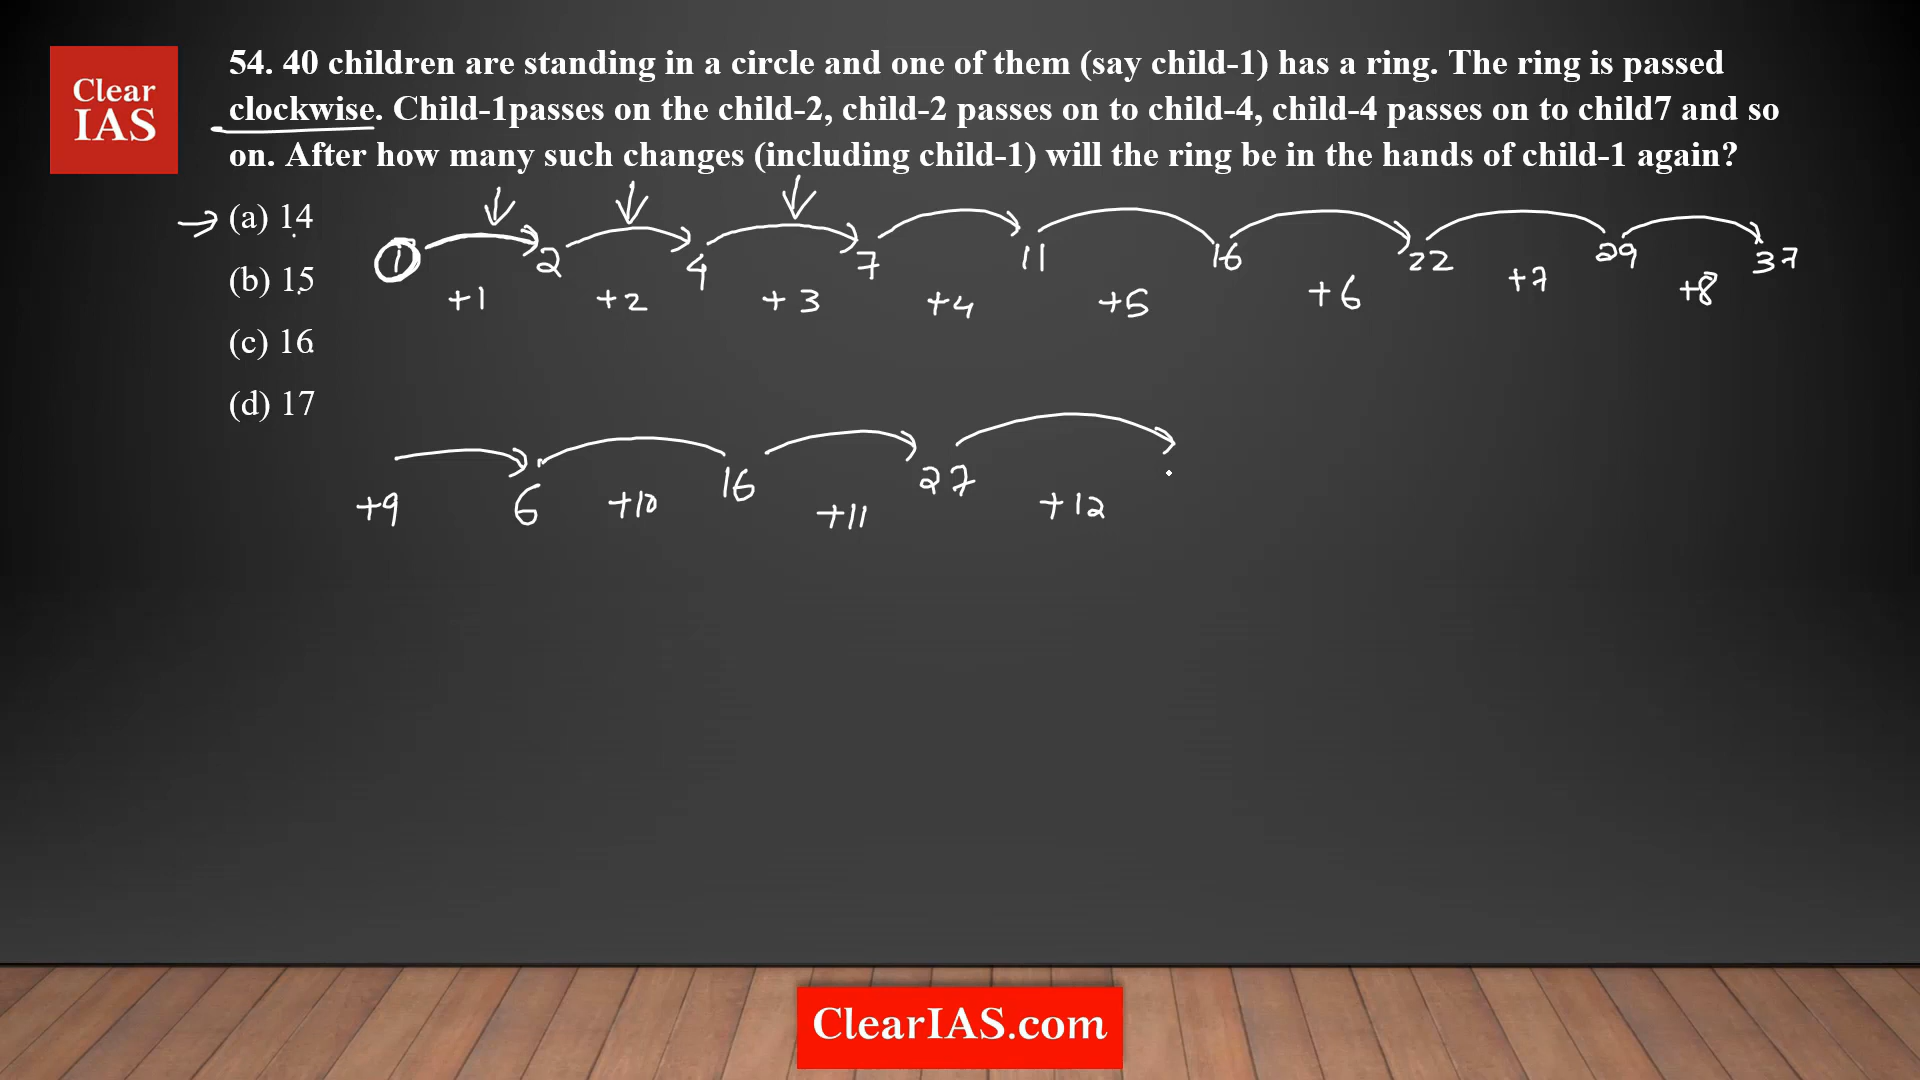 Clear
IAS
54. 40 children are standing in a circle and one of them (say child-1) has a ring. The ring is passed
clockwise. Child-1passes on the child-2, child-2 passes on to child-4, child-4 passes on to child7 and so
on. After how many such changes (including child-1) will the ring be in the hands of child-1 again?
(a) 14
(b) 15
(c) 16
(d) 17
1 2 4 7 11 16 22 29 37
+1 +2 +3 +4 +5 +6 +7 +8
6 16 27
+9 +10 +11 +12
ClearIAS.com